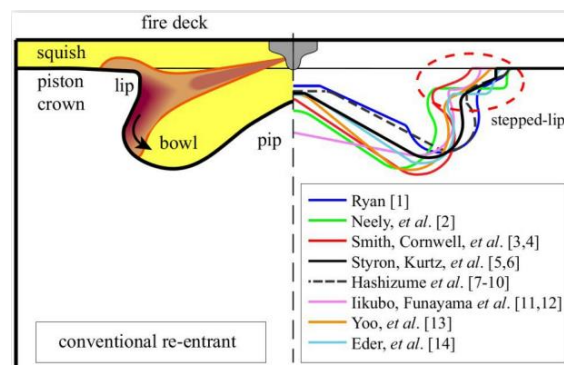 fire deck
squish
piston
crown
lip
bowl
pip
stepped-lip
Ryan [1]
Neely, et al. [2]
Smith, Cornwell, et al. [3,4]
Styron, Kurtz, et al. [5,6]
Hashizume et al. [7-10]
Iikubo, Funayama et al. [11,12]
Yoo, et al. [13]
Eder, et al. [14]
conventional re-entrant